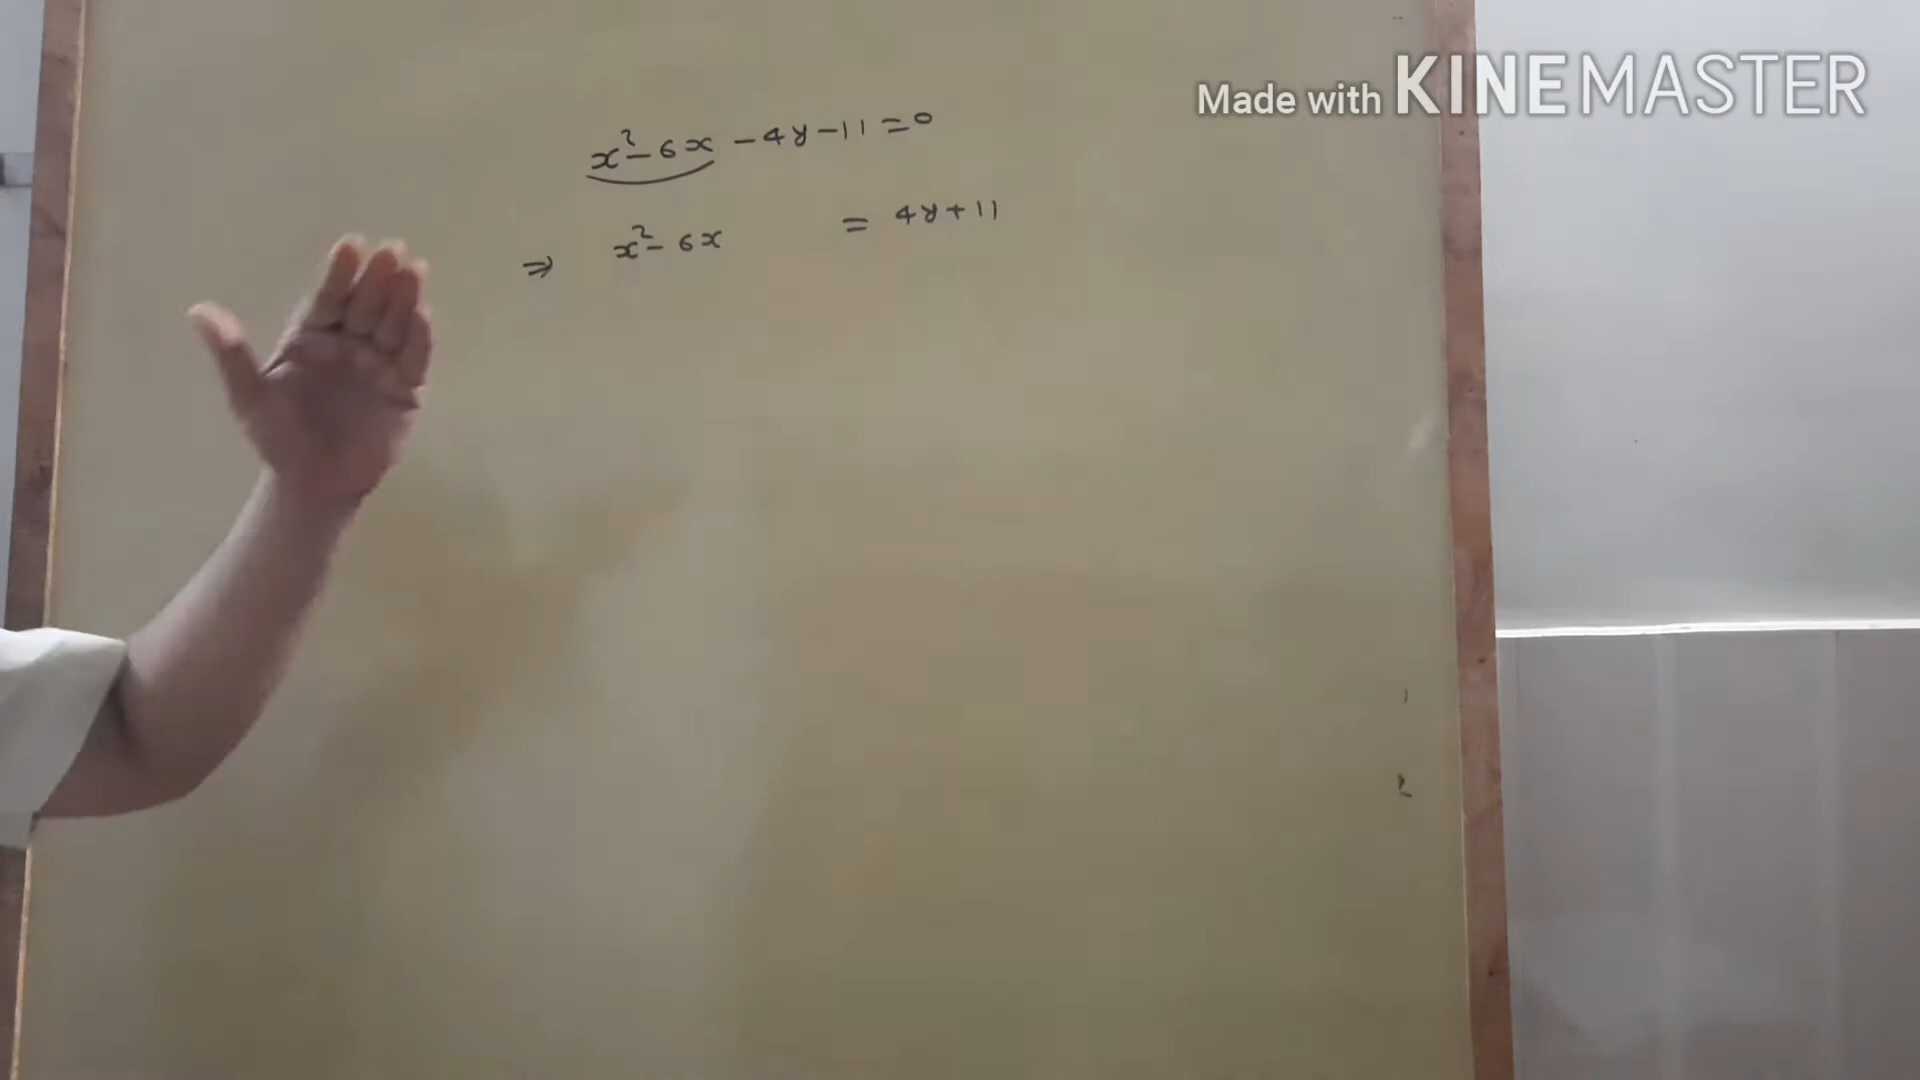 Made with KINEMASTER
x² - 6x - 4y - 11 = 0
⇒ x² - 6x = 4y + 11